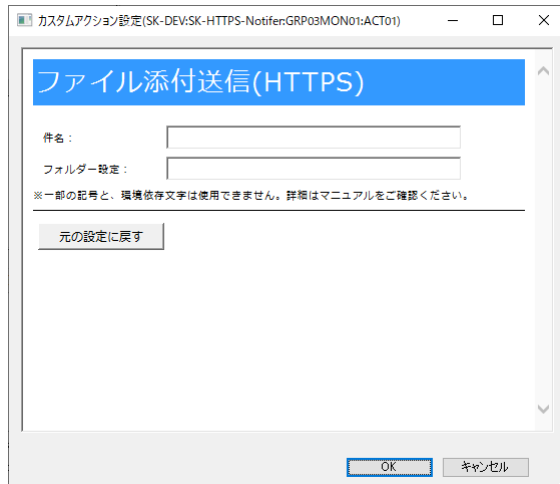 カスタムアクション設定(SK-DEV:SK-HTTPS-Notifer:GRP03MON01:ACT01)
ファイル添付送信(HTTPS)
件名：
フォルダー設定：
※一部の記号と、環境依存文字は使用できません。詳細はマニュアルをご確認ください。
元の設定に戻す
OK キャンセル